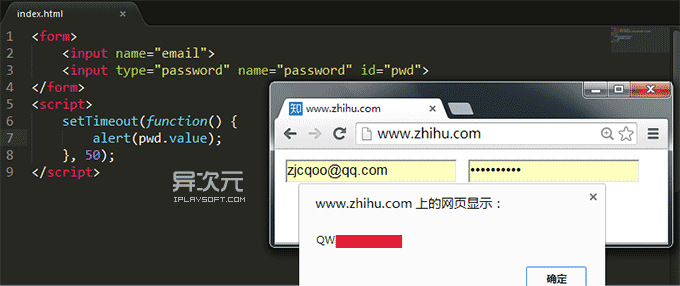 index.html
1 <form>
2 <input name="email">
3 <input type="password" name="password" id="pwd">
4 </form>
5 <script>
6 setTimeout(function() {
7 alert(pwd.value);
8 }, 50);
9 </script>
异次元
IPLAYSOFT.COM
知 www.zhihu.com
www.zhihu.com
zjcqoo@qq.com ••••••••••
www.zhihu.com 上的网页显示：
QW
确定